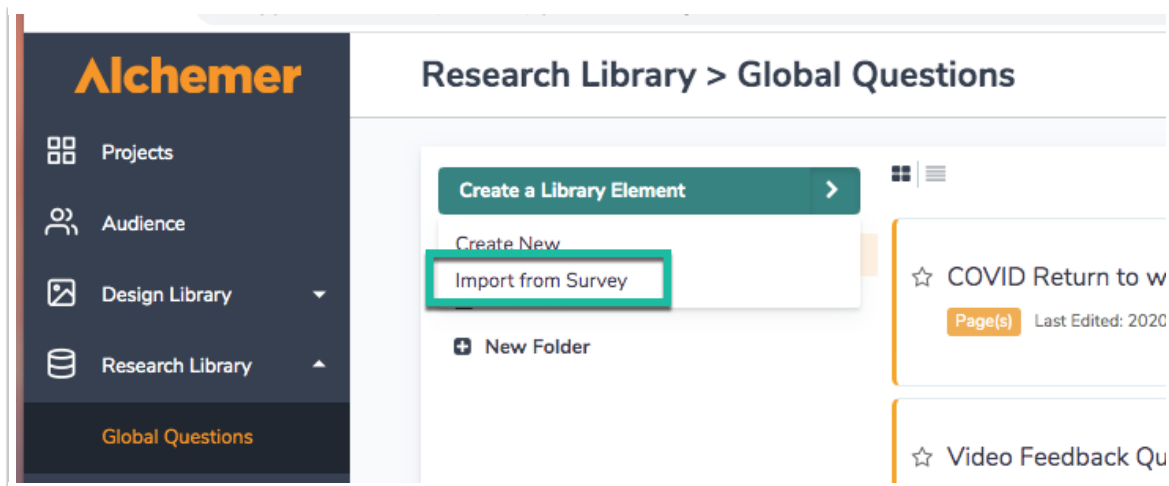 Alchemer
Research Library > Global Questions
Projects
Audience
Design Library
Research Library
Global Questions
Create a Library Element
Create New
Import from Survey
New Folder
COVID Return to w
Page(s) Last Edited: 2020
Video Feedback Qu